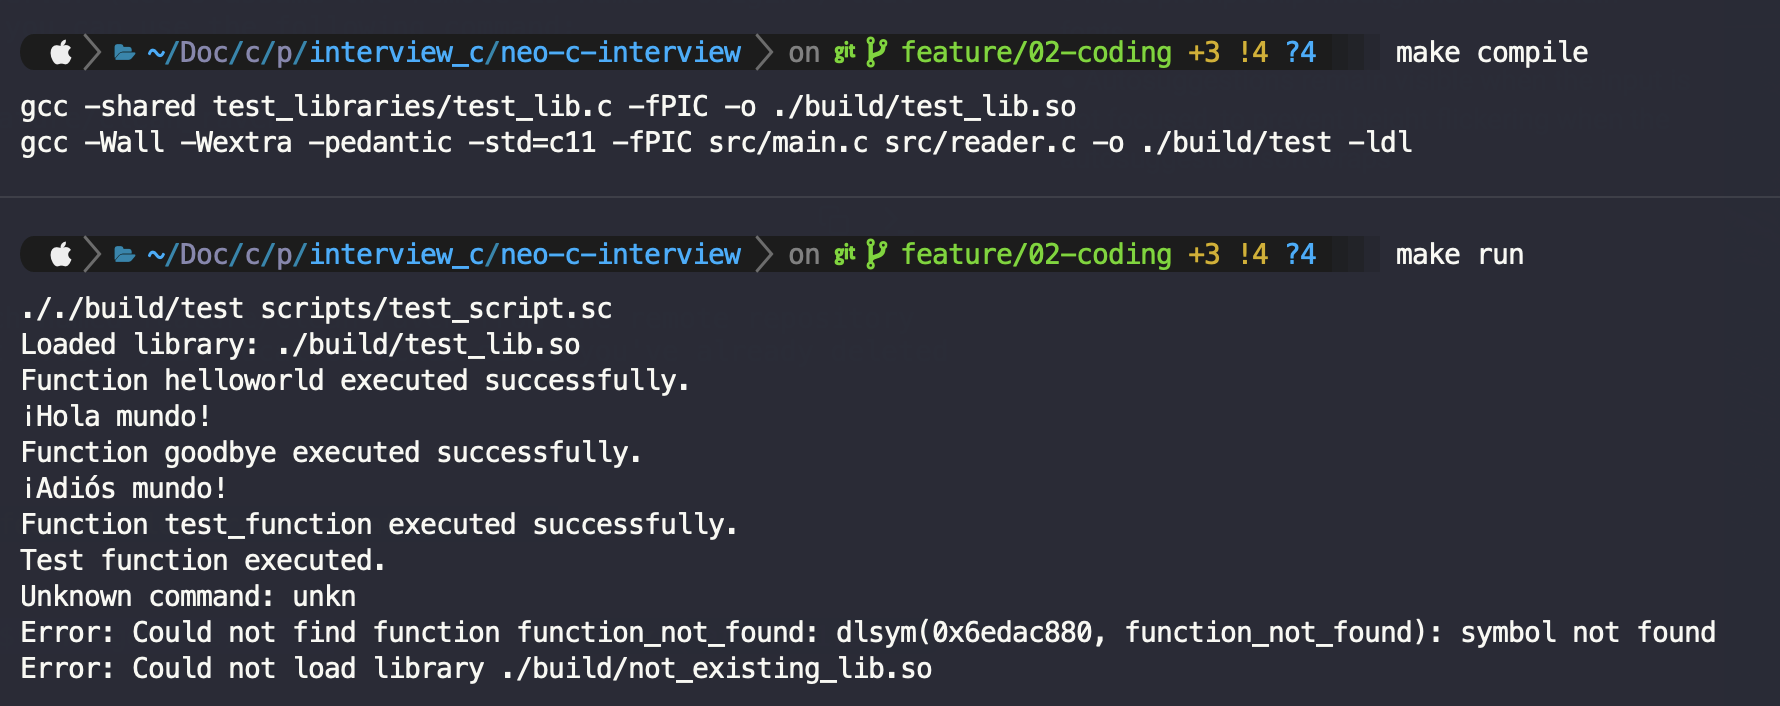 ~/Doc/c/p/interview_c/neo-c-interview on git feature/02-coding +3 !4 ?4 make compile
gcc -shared test_libraries/test_lib.c -fPIC -o ./build/test_lib.so
gcc -Wall -Wextra -pedantic -std=c11 -fPIC src/main.c src/reader.c -o ./build/test -ldl
~/Doc/c/p/interview_c/neo-c-interview on git feature/02-coding +3 !4 ?4 make run
././build/test scripts/test_script.sc
Loaded library: ./build/test_lib.so
Function helloworld executed successfully.
¡Hola mundo!
Function goodbye executed successfully.
¡Adiós mundo!
Function test_function executed successfully.
Test function executed.
Unknown command: unkn
Error: Could not find function function_not_found: dlsym(0x6edac880, function_not_found): symbol not found
Error: Could not load library ./build/not_existing_lib.so